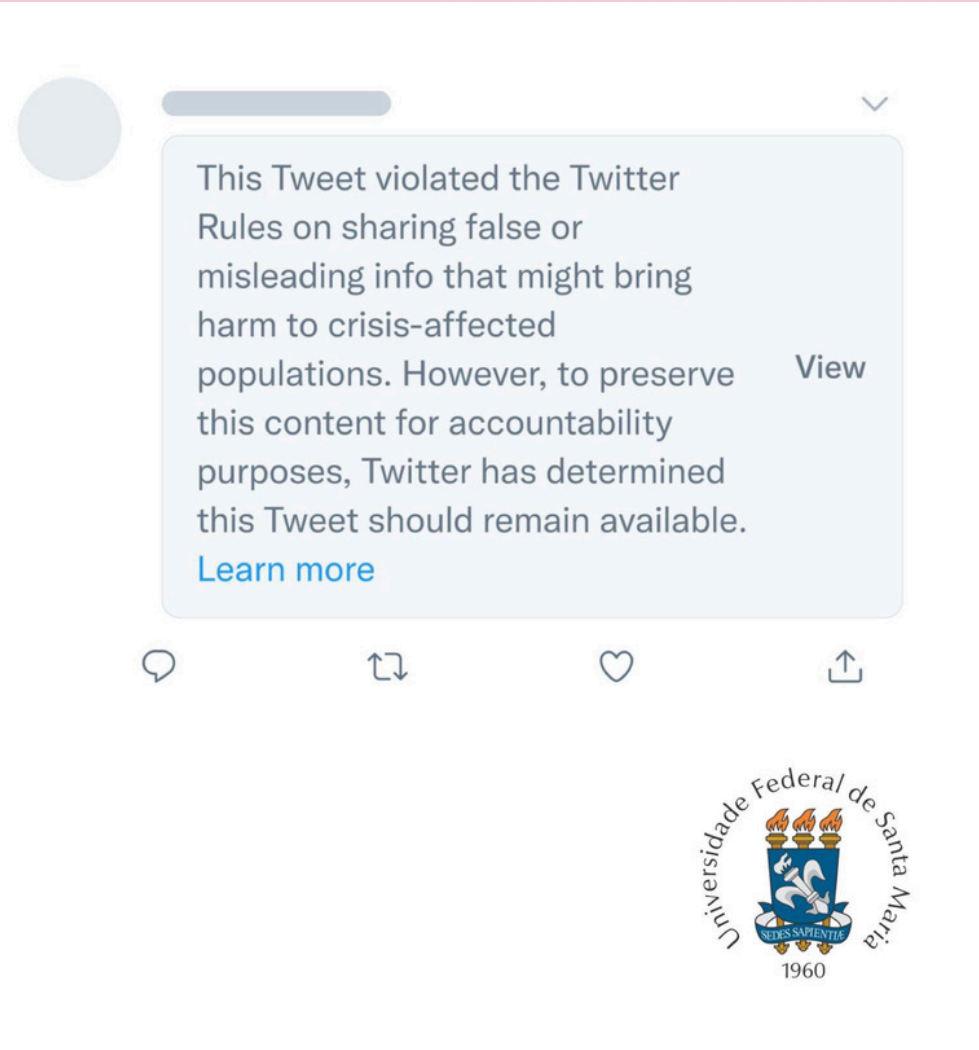 This Tweet violated the Twitter
Rules on sharing false or
misleading info that might bring
harm to crisis-affected
populations. However, to preserve
this content for accountability
purposes, Twitter has determined
this Tweet should remain available.
Learn more
View
Universidade Federal de Santa Maria
SEDES SAPIENTIÆ
1960